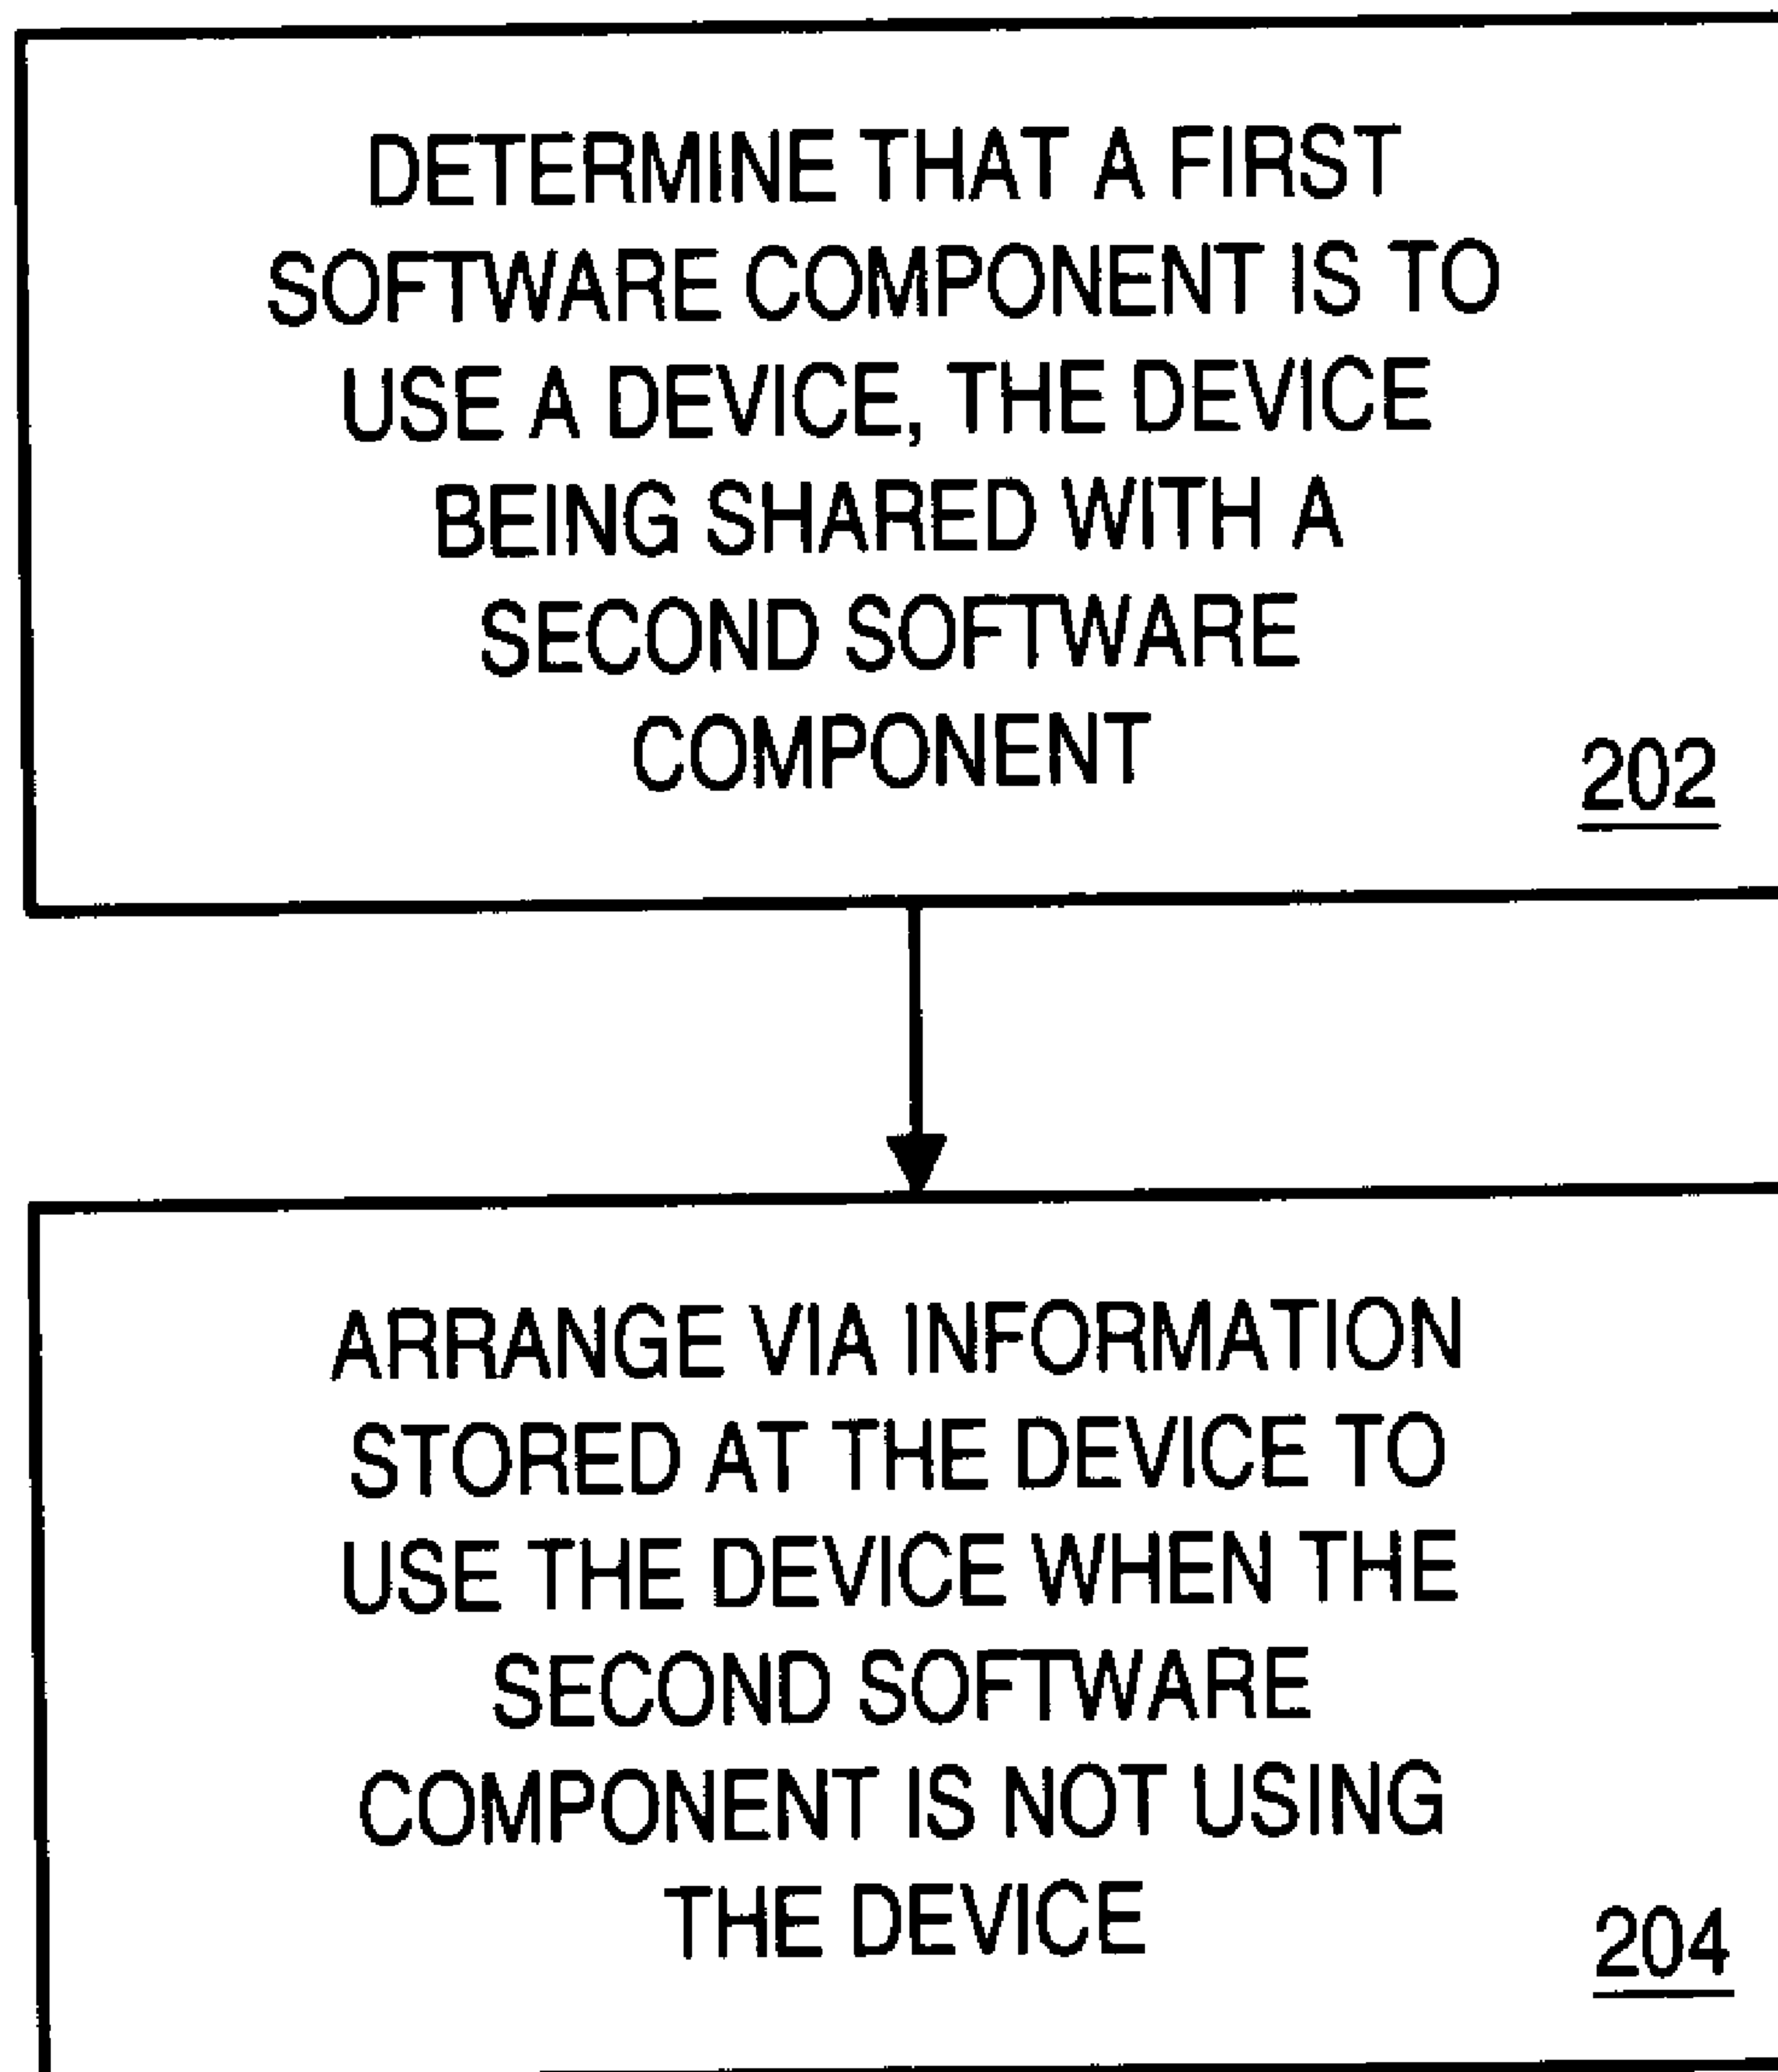 DETERMINE THAT A FIRST
SOFTWARE COMPONENT IS TO
USE A DEVICE, THE DEVICE
BEING SHARED WITH A
SECOND SOFTWARE
COMPONENT
202
ARRANGE VIA INFORMATION
STORED AT THE DEVICE TO
USE THE DEVICE WHEN THE
SECOND SOFTWARE
COMPONENT IS NOT USING
THE DEVICE
204